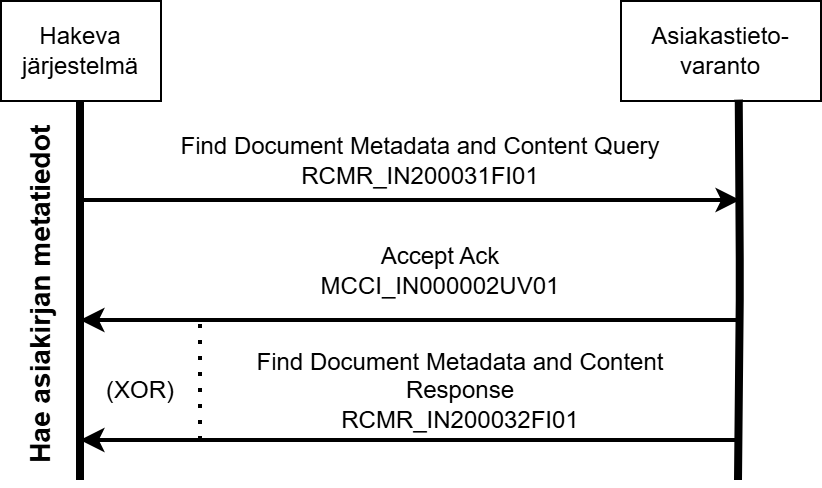 Hakeva
järjestelmä
Asiakastieto-
varanto
Hae asiakirjan metatiedot
Find Document Metadata and Content Query
RCMR_IN200031FI01
Accept Ack
MCCI_IN000002UV01
(XOR)
Find Document Metadata and Content
Response
RCMR_IN200032FI01